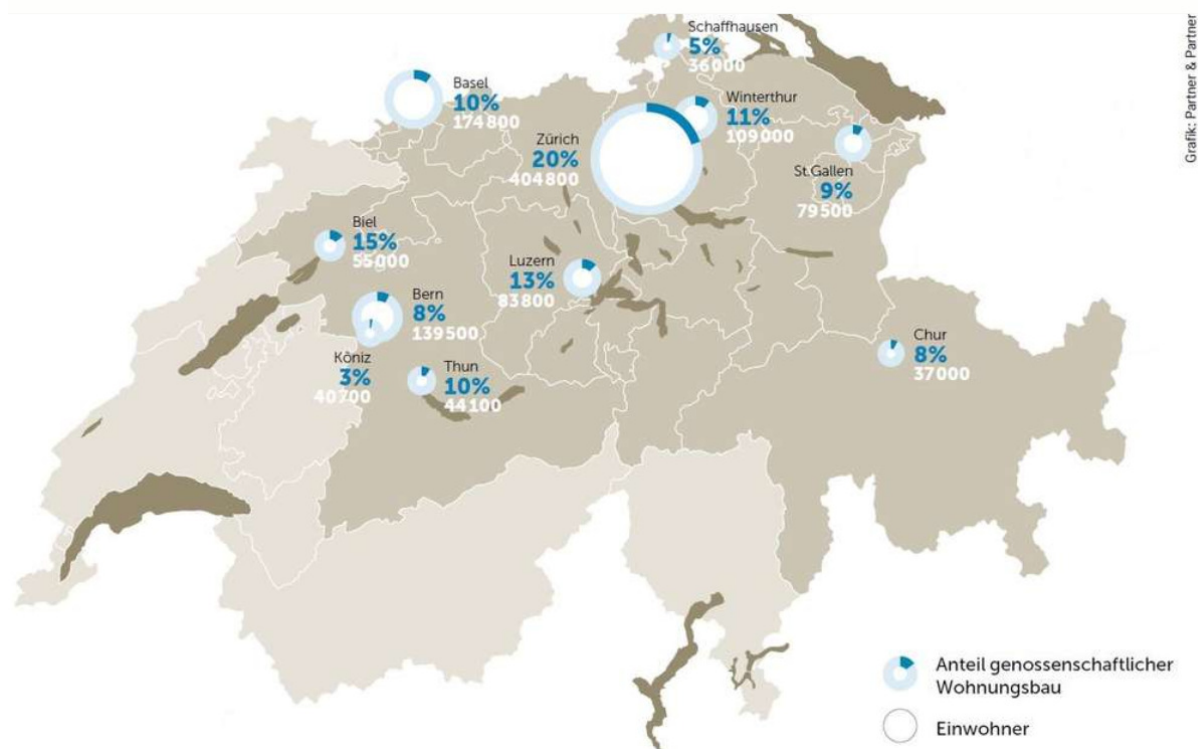 Schaffhausen
5%
36000
Grafik: Partner & Partner
Basel
10%
174800
Winterthur
11%
109000
Zürich
20%
404800
St.Gallen
9%
79500
Biel
15%
55000
Luzern
13%
83800
Bern
8%
139500
Köniz
3%
40700
Thun
10%
44100
Chur
8%
37000
Anteil genossenschaftlicher
Wohnungsbau
Einwohner